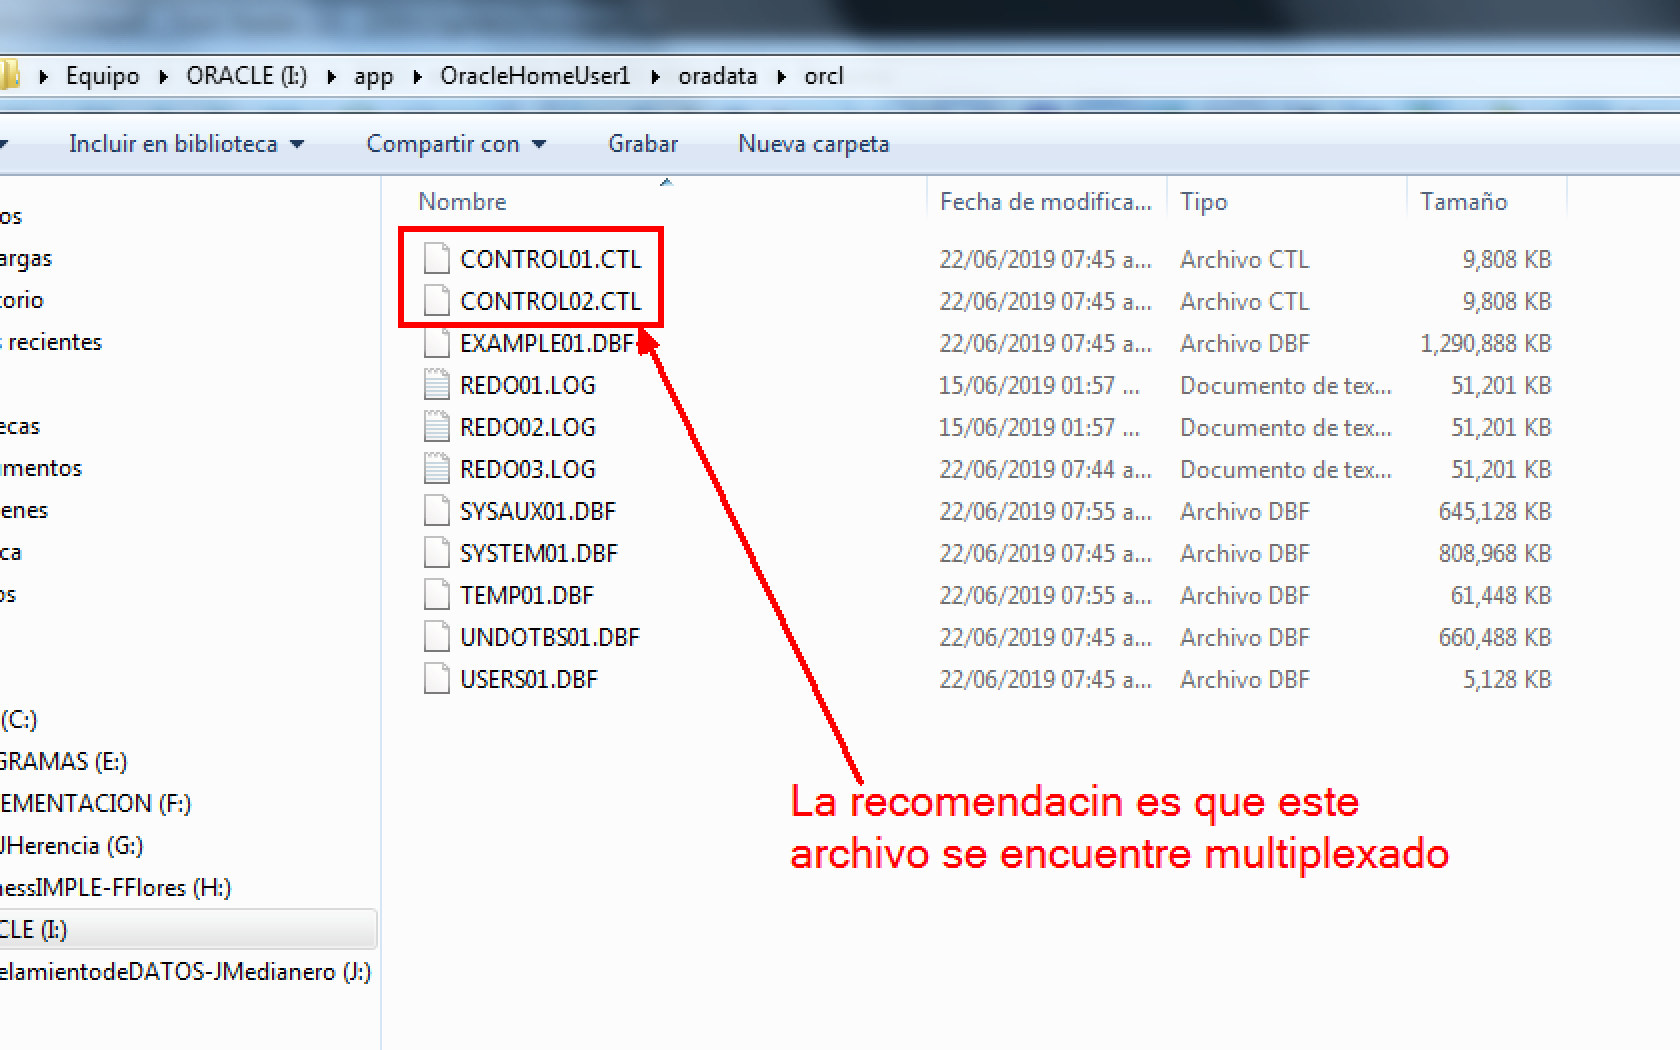 Equipo ORACLE (I:) app OracleHomeUser1 oradata orcl
Incluir en biblioteca Compartir con Grabar Nueva carpeta
Nombre Fecha de modifica... Tipo Tamaño
CONTROL01.CTL 22/06/2019 07:45 a... Archivo CTL 9,808 KB
CONTROL02.CTL 22/06/2019 07:45 a... Archivo CTL 9,808 KB
EXAMPLE01.DBF 22/06/2019 07:45 a... Archivo DBF 1,290,888 KB
REDO01.LOG 15/06/2019 01:57 ... Documento de tex... 51,201 KB
REDO02.LOG 15/06/2019 01:57 ... Documento de tex... 51,201 KB
REDO03.LOG 22/06/2019 07:44 a... Documento de tex... 51,201 KB
SYSAUX01.DBF 22/06/2019 07:55 a... Archivo DBF 645,128 KB
SYSTEM01.DBF 22/06/2019 07:45 a... Archivo DBF 808,968 KB
TEMP01.DBF 22/06/2019 07:55 a... Archivo DBF 61,448 KB
UNDOTBS01.DBF 22/06/2019 07:45 a... Archivo DBF 660,488 KB
USERS01.DBF 22/06/2019 07:45 a... Archivo DBF 5,128 KB
os
argas
torio
recientes
ecas
mentos
enes
ca
os
(C:)
GRAMAS (E:)
EMENTACION (F:)
JHerencia (G:)
nessIMPLE-FFlores (H:)
CLE (I:)
elamientodeDATOS-JMedianero (J:)
La recomendacin es que este
archivo se encuentre multiplexado